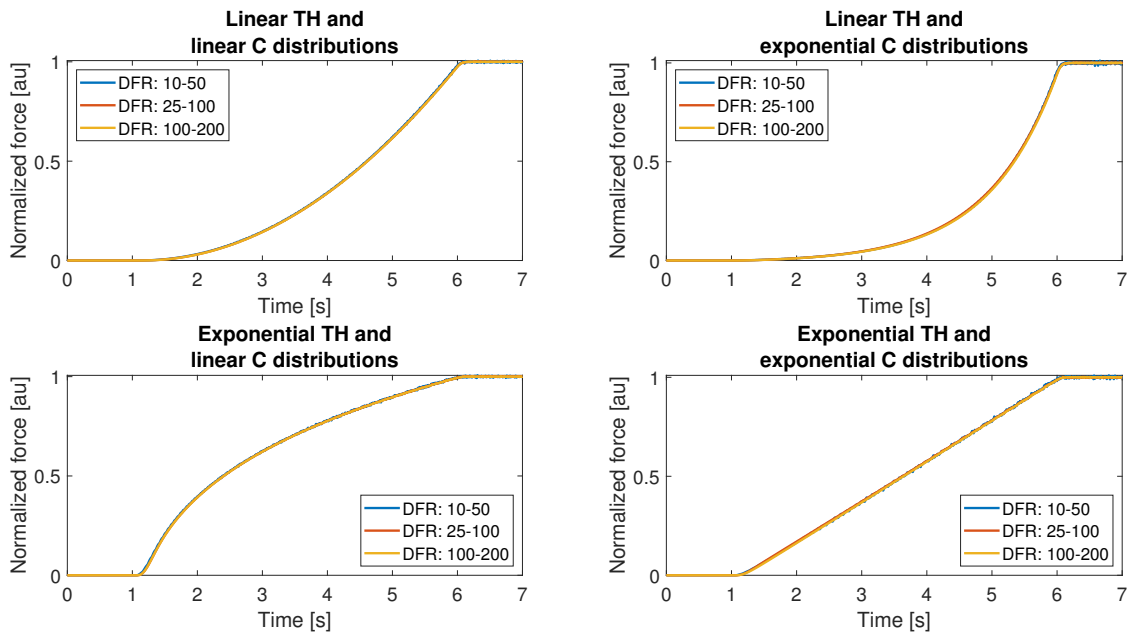 Linear TH and
linear C distributions
Normalized force [au]
1
0.5
0
DFR: 10-50
DFR: 25-100
DFR: 100-200
0 1 2 3 4 5 6 7
Time [s]
Linear TH and
exponential C distributions
Normalized force [au]
1
0.5
0
DFR: 10-50
DFR: 25-100
DFR: 100-200
0 1 2 3 4 5 6 7
Time [s]
Exponential TH and
linear C distributions
Normalized force [au]
1
0.5
0
DFR: 10-50
DFR: 25-100
DFR: 100-200
0 1 2 3 4 5 6 7
Time [s]
Exponential TH and
exponential C distributions
Normalized force [au]
1
0.5
0
DFR: 10-50
DFR: 25-100
DFR: 100-200
0 1 2 3 4 5 6 7
Time [s]